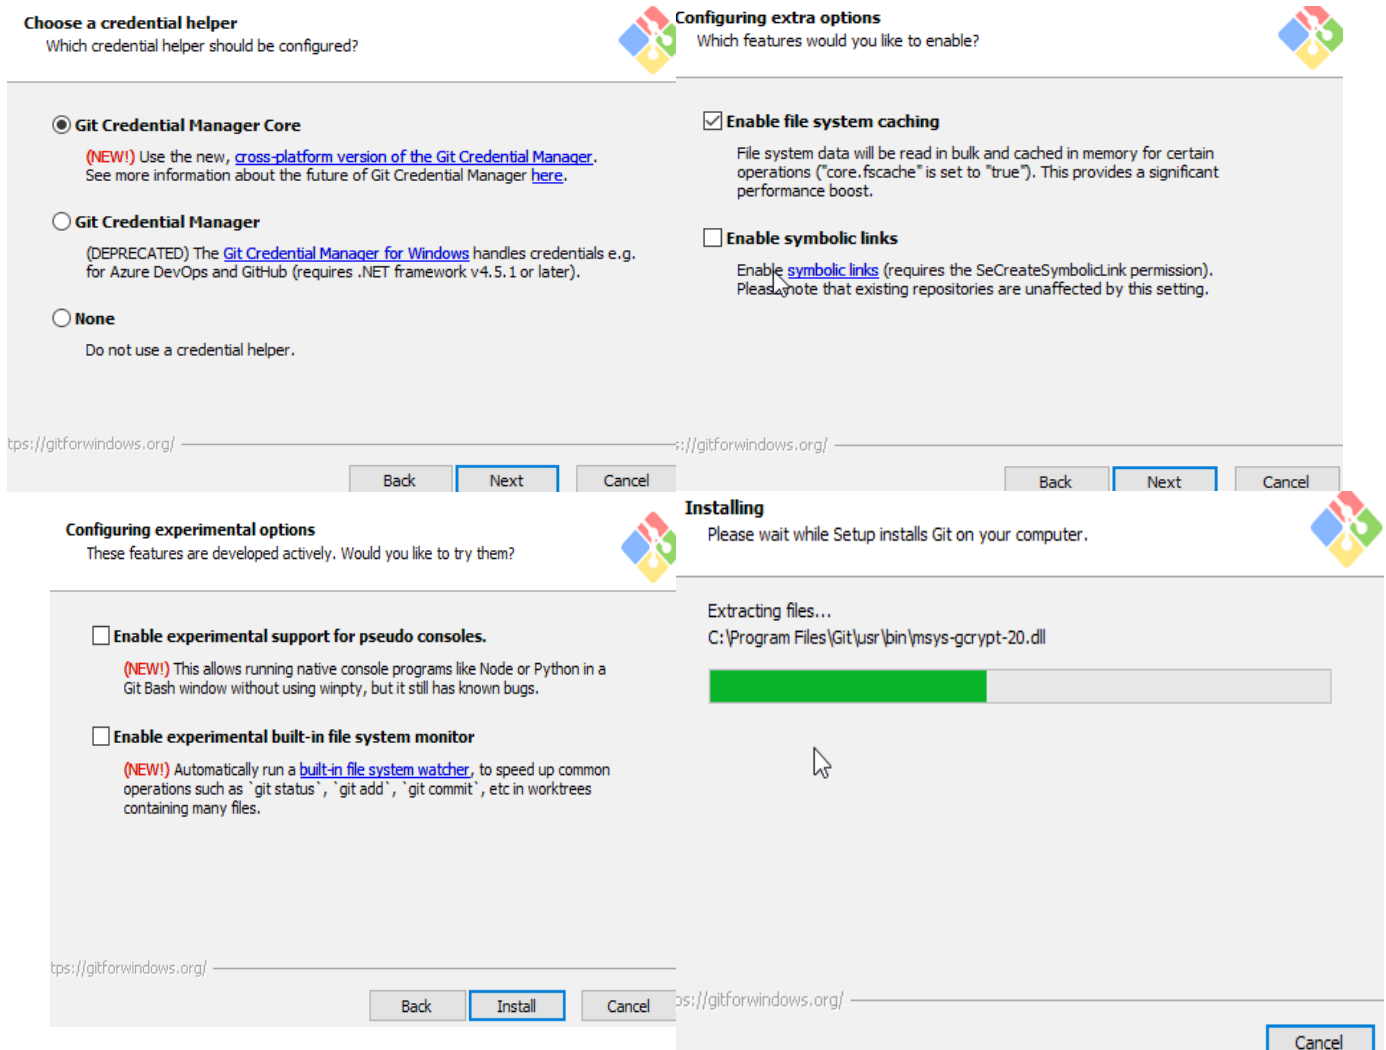 Choose a credential helper
Which credential helper should be configured?
Git Credential Manager Core
(NEW!) Use the new, cross-platform version of the Git Credential Manager.
See more information about the future of Git Credential Manager here.
Git Credential Manager
(DEPRECATED) The Git Credential Manager for Windows handles credentials e.g.
for Azure DevOps and GitHub (requires .NET framework v4.5.1 or later).
None
Do not use a credential helper.
tps://gitforwindows.org/
Back
Next
Cancel
Configuring extra options
Which features would you like to enable?
Enable file system caching
File system data will be read in bulk and cached in memory for certain
operations ("core.fscache" is set to "true"). This provides a significant
performance boost.
Enable symbolic links
Enable symbolic links (requires the SeCreateSymbolicLink permission).
Please note that existing repositories are unaffected by this setting.
s://gitforwindows.org/
Back
Next
Cancel
Configuring experimental options
These features are developed actively. Would you like to try them?
Enable experimental support for pseudo consoles.
(NEW!) This allows running native console programs like Node or Python in a
Git Bash window without using winpty, but it still has known bugs.
Enable experimental built-in file system monitor
(NEW!) Automatically run a built-in file system watcher, to speed up common
operations such as `git status`, `git add`, `git commit`, etc in worktrees
containing many files.
tps://gitforwindows.org/
Back
Install
Cancel
Installing
Please wait while Setup installs Git on your computer.
Extracting files...
C:\Program Files\Git\usr\bin\msys-gcrypt-20.dll
ps://gitforwindows.org/
Cancel